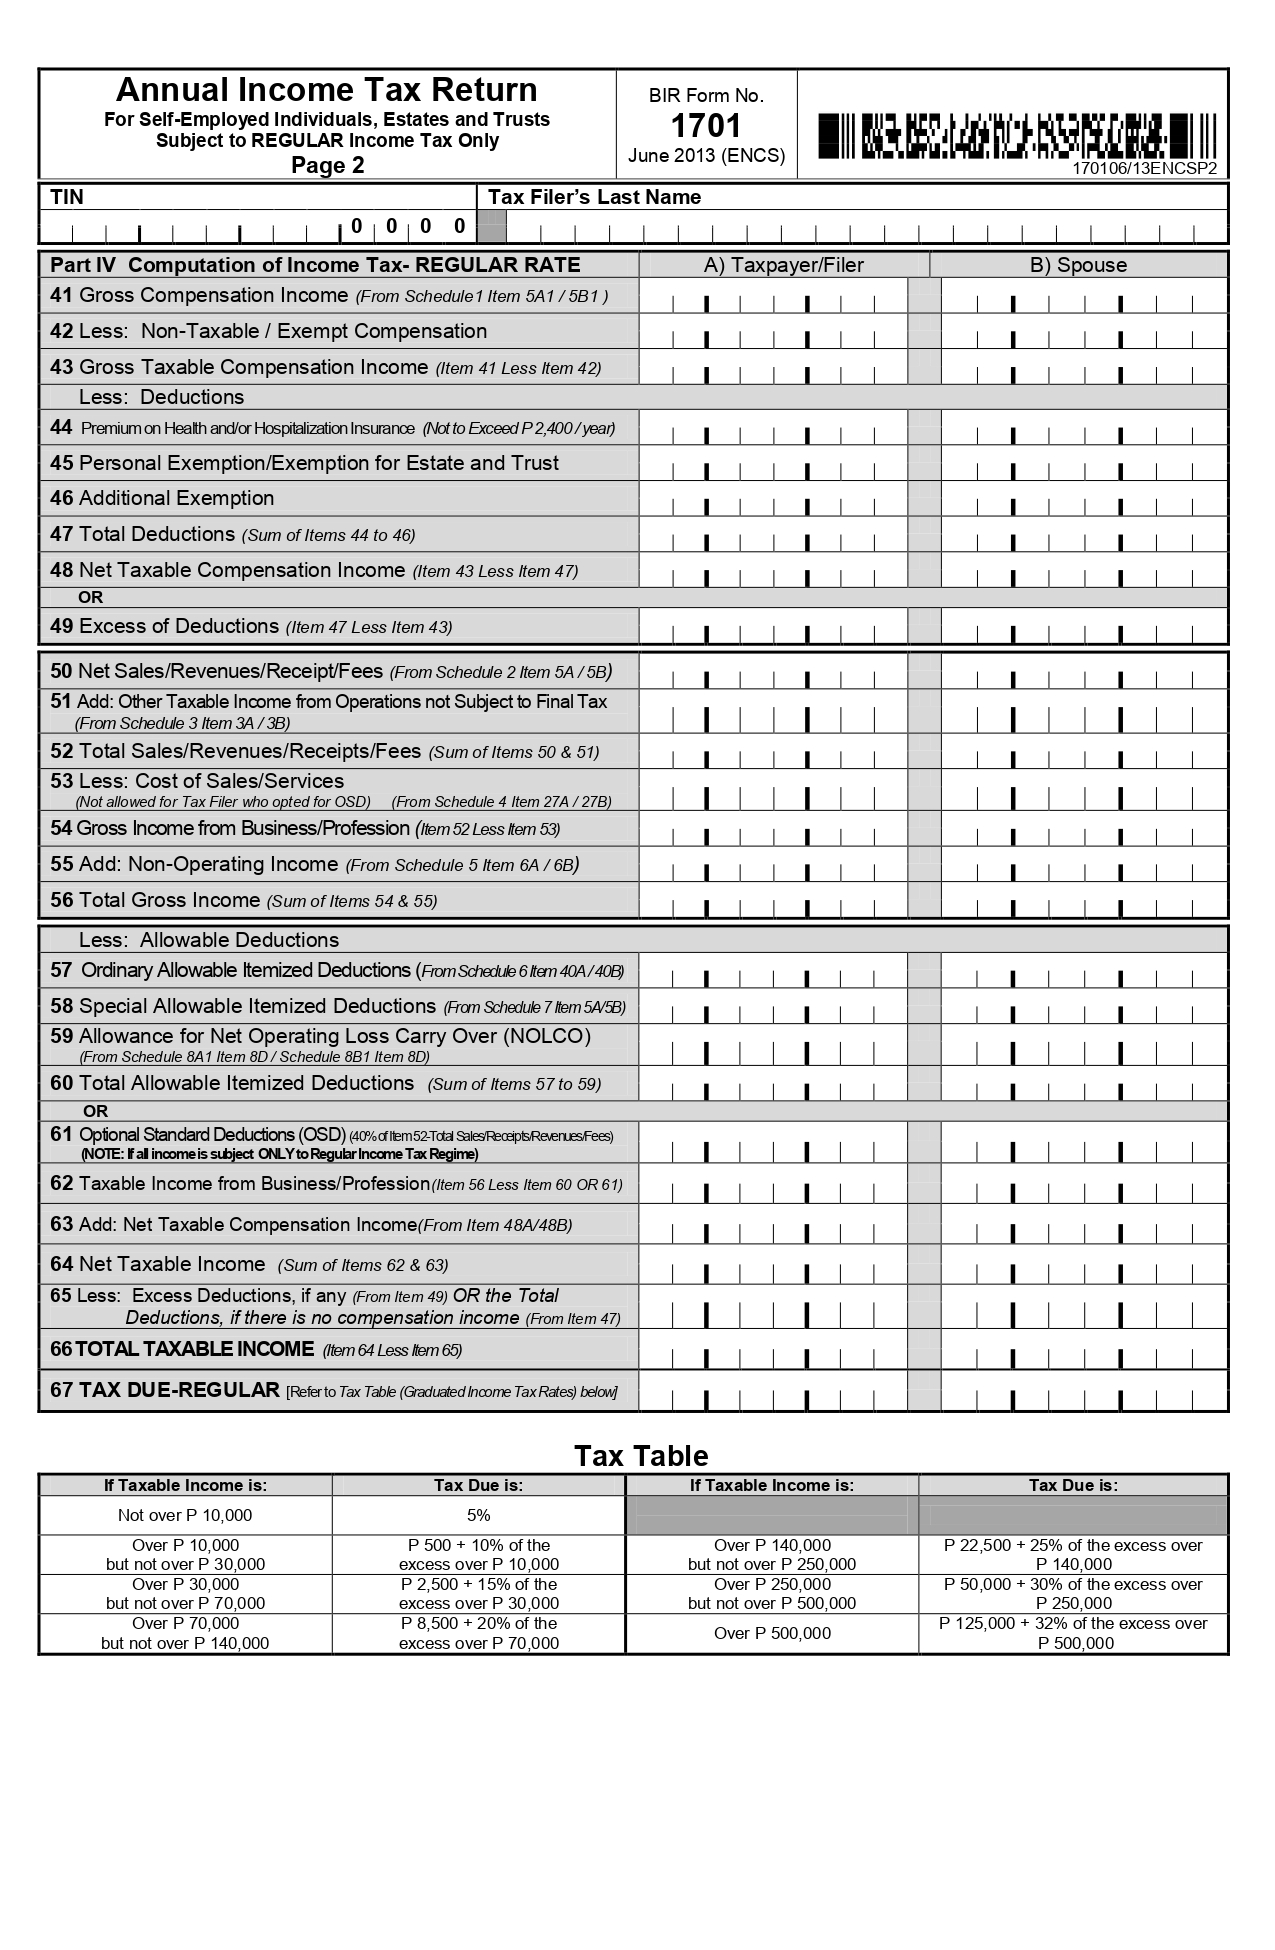 Annual Income Tax Return
For Self-Employed Individuals, Estates and Trusts
Subject to REGULAR Income Tax Only
Page 2
BIR Form No.
1701
June 2013 (ENCS)
170106/13ENCSP2
TIN
Tax Filer’s Last Name
0 0 0 0
Part IV Computation of Income Tax- REGULAR RATE
A) Taxpayer/Filer
B) Spouse
41 Gross Compensation Income (From Schedule1 Item 5A1 / 5B1 )
42 Less: Non-Taxable / Exempt Compensation
43 Gross Taxable Compensation Income (Item 41 Less Item 42)
Less: Deductions
44 Premium on Health and/or Hospitalization Insurance (Not to Exceed P 2,400 / year)
45 Personal Exemption/Exemption for Estate and Trust
46 Additional Exemption
47 Total Deductions (Sum of Items 44 to 46)
48 Net Taxable Compensation Income (Item 43 Less Item 47)
OR
49 Excess of Deductions (Item 47 Less Item 43)
50 Net Sales/Revenues/Receipt/Fees (From Schedule 2 Item 5A / 5B)
51 Add: Other Taxable Income from Operations not Subject to Final Tax
(From Schedule 3 Item 3A / 3B)
52 Total Sales/Revenues/Receipts/Fees (Sum of Items 50 & 51)
53 Less: Cost of Sales/Services
(Not allowed for Tax Filer who opted for OSD) (From Schedule 4 Item 27A / 27B)
54 Gross Income from Business/Profession (Item 52 Less Item 53)
55 Add: Non-Operating Income (From Schedule 5 Item 6A / 6B)
56 Total Gross Income (Sum of Items 54 & 55)
Less: Allowable Deductions
57 Ordinary Allowable Itemized Deductions (From Schedule 6 Item 40A / 40B)
58 Special Allowable Itemized Deductions (From Schedule 7 Item 5A/5B)
59 Allowance for Net Operating Loss Carry Over (NOLCO)
(From Schedule 8A1 Item 8D / Schedule 8B1 Item 8D)
60 Total Allowable Itemized Deductions (Sum of Items 57 to 59)
OR
61 Optional Standard Deductions (OSD) (40% of Item 52-Total Sales/Receipts/Revenues/Fees)
(NOTE: If all income is subject ONLY to Regular Income Tax Regime)
62 Taxable Income from Business/Profession(Item 56 Less Item 60 OR 61)
63 Add: Net Taxable Compensation Income(From Item 48A/48B)
64 Net Taxable Income (Sum of Items 62 & 63)
65 Less: Excess Deductions, if any (From Item 49) OR the Total
Deductions, if there is no compensation income (From Item 47)
66 TOTAL TAXABLE INCOME (Item 64 Less Item 65)
67 TAX DUE-REGULAR [Refer to Tax Table (Graduated Income Tax Rates) below]
Tax Table
If Taxable Income is:
Tax Due is:
If Taxable Income is:
Tax Due is:
Not over P 10,000
5%
Over P 10,000
but not over P 30,000
P 500 + 10% of the
excess over P 10,000
Over P 140,000
but not over P 250,000
P 22,500 + 25% of the excess over
P 140,000
Over P 30,000
but not over P 70,000
P 2,500 + 15% of the
excess over P 30,000
Over P 250,000
but not over P 500,000
P 50,000 + 30% of the excess over
P 250,000
Over P 70,000
but not over P 140,000
P 8,500 + 20% of the
excess over P 70,000
Over P 500,000
P 125,000 + 32% of the excess over
P 500,000